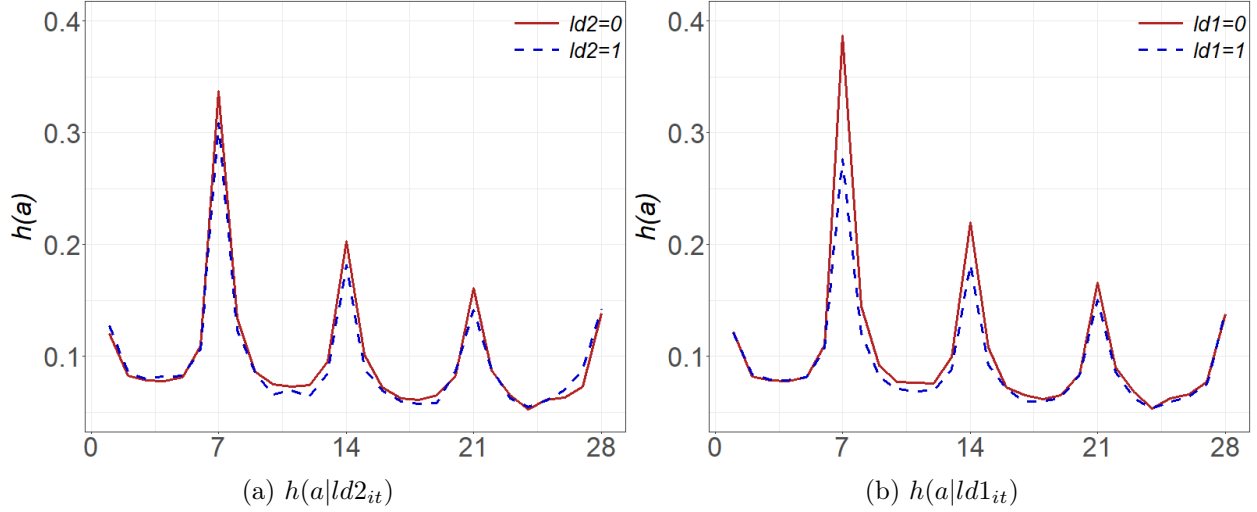 0.4
0.3
0.2
0.1
h(a)
0 7 14 21 28
ld2=0
ld2=1
(a) h(a|ld2it)
0.4
0.3
0.2
0.1
h(a)
0 7 14 21 28
ld1=0
ld1=1
(b) h(a|ld1it)